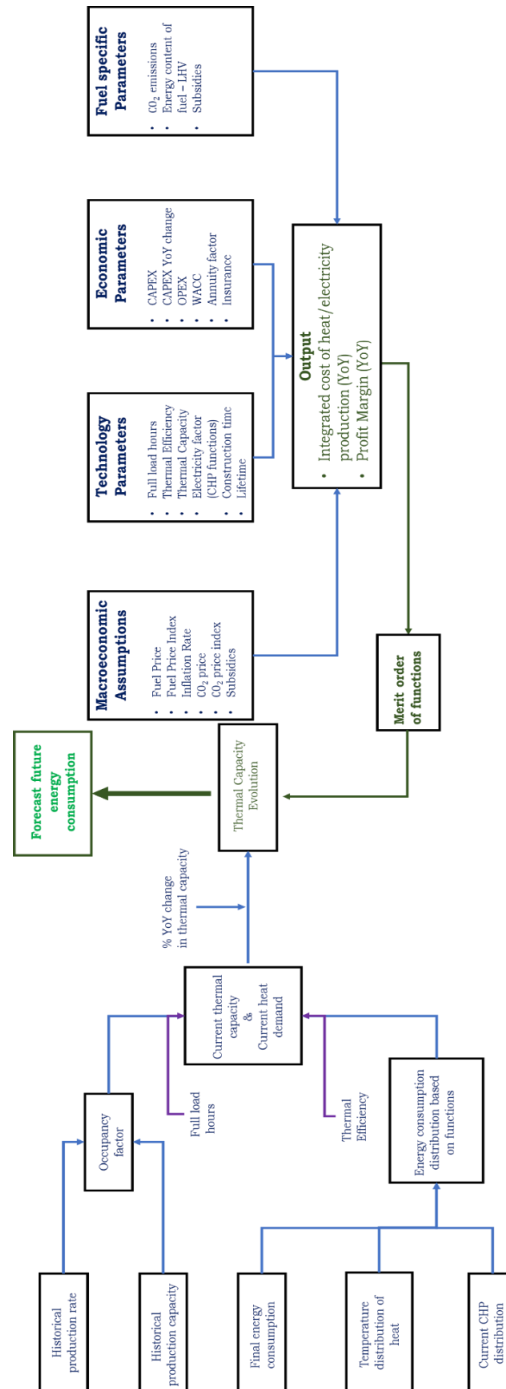 Historical
production rate
Historical
production capacity
Final energy
consumption
Temperature
distribution of
heat
Current CHP
distribution
Occupancy
factor
Full load
hours
Thermal
Efficiency
Energy consumption
distribution based
on functions
Current thermal
capacity
&
Current heat
demand
% YoY change
in thermal capacity
Forecast future
energy
consumption
Thermal Capacity
Evolution
Macroeconomic
Assumptions
• Fuel Price
• Fuel Price Index
• Inflation Rate
• CO₂ price
• CO₂ price index
• Subsidies
Technology
Parameters
• Full load hours
• Thermal Efficiency
• Thermal Capacity
• Electricity factor
(CHP functions)
• Construction time
• Lifetime
Economic
Parameters
• CAPEX
• CAPEX YoY change
• OPEX
• WACC
• Annuity factor
• Insurance
Fuel specific
Parameters
• CO₂ emissions
• Energy content of
fuel – LHV
• Subsidies
Output
• Integrated cost of heat/electricity
production (YoY)
• Profit Margin (YoY)
Merit order
of functions